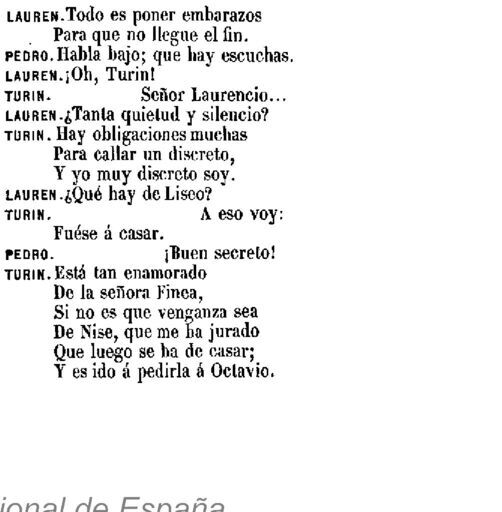 LAUREN. Todo es poner embarazos
Para que no llegue el fin.
PEDRO. Habla bajo; que hay escuchas.
LAUREN. ¡Oh, Turin!
TURIN. Señor Laurencio...
LAUREN. ¿Tanta quietud y silencio?
TURIN. Hay obligaciones muchas
Para callar un discreto,
Y yo muy discreto soy.
LAUREN. ¿Qué hay de Liseo?
TURIN. A eso voy:
Fuése á casar.
PEDRO. ¡Buen secreto!
TURIN. Está tan enamorado
De la señora Finea,
Si no es que venganza sea
De Nise, que me ha jurado
Que luego se ha de casar;
Y es ido á pedirla á Octavio.
ional de España